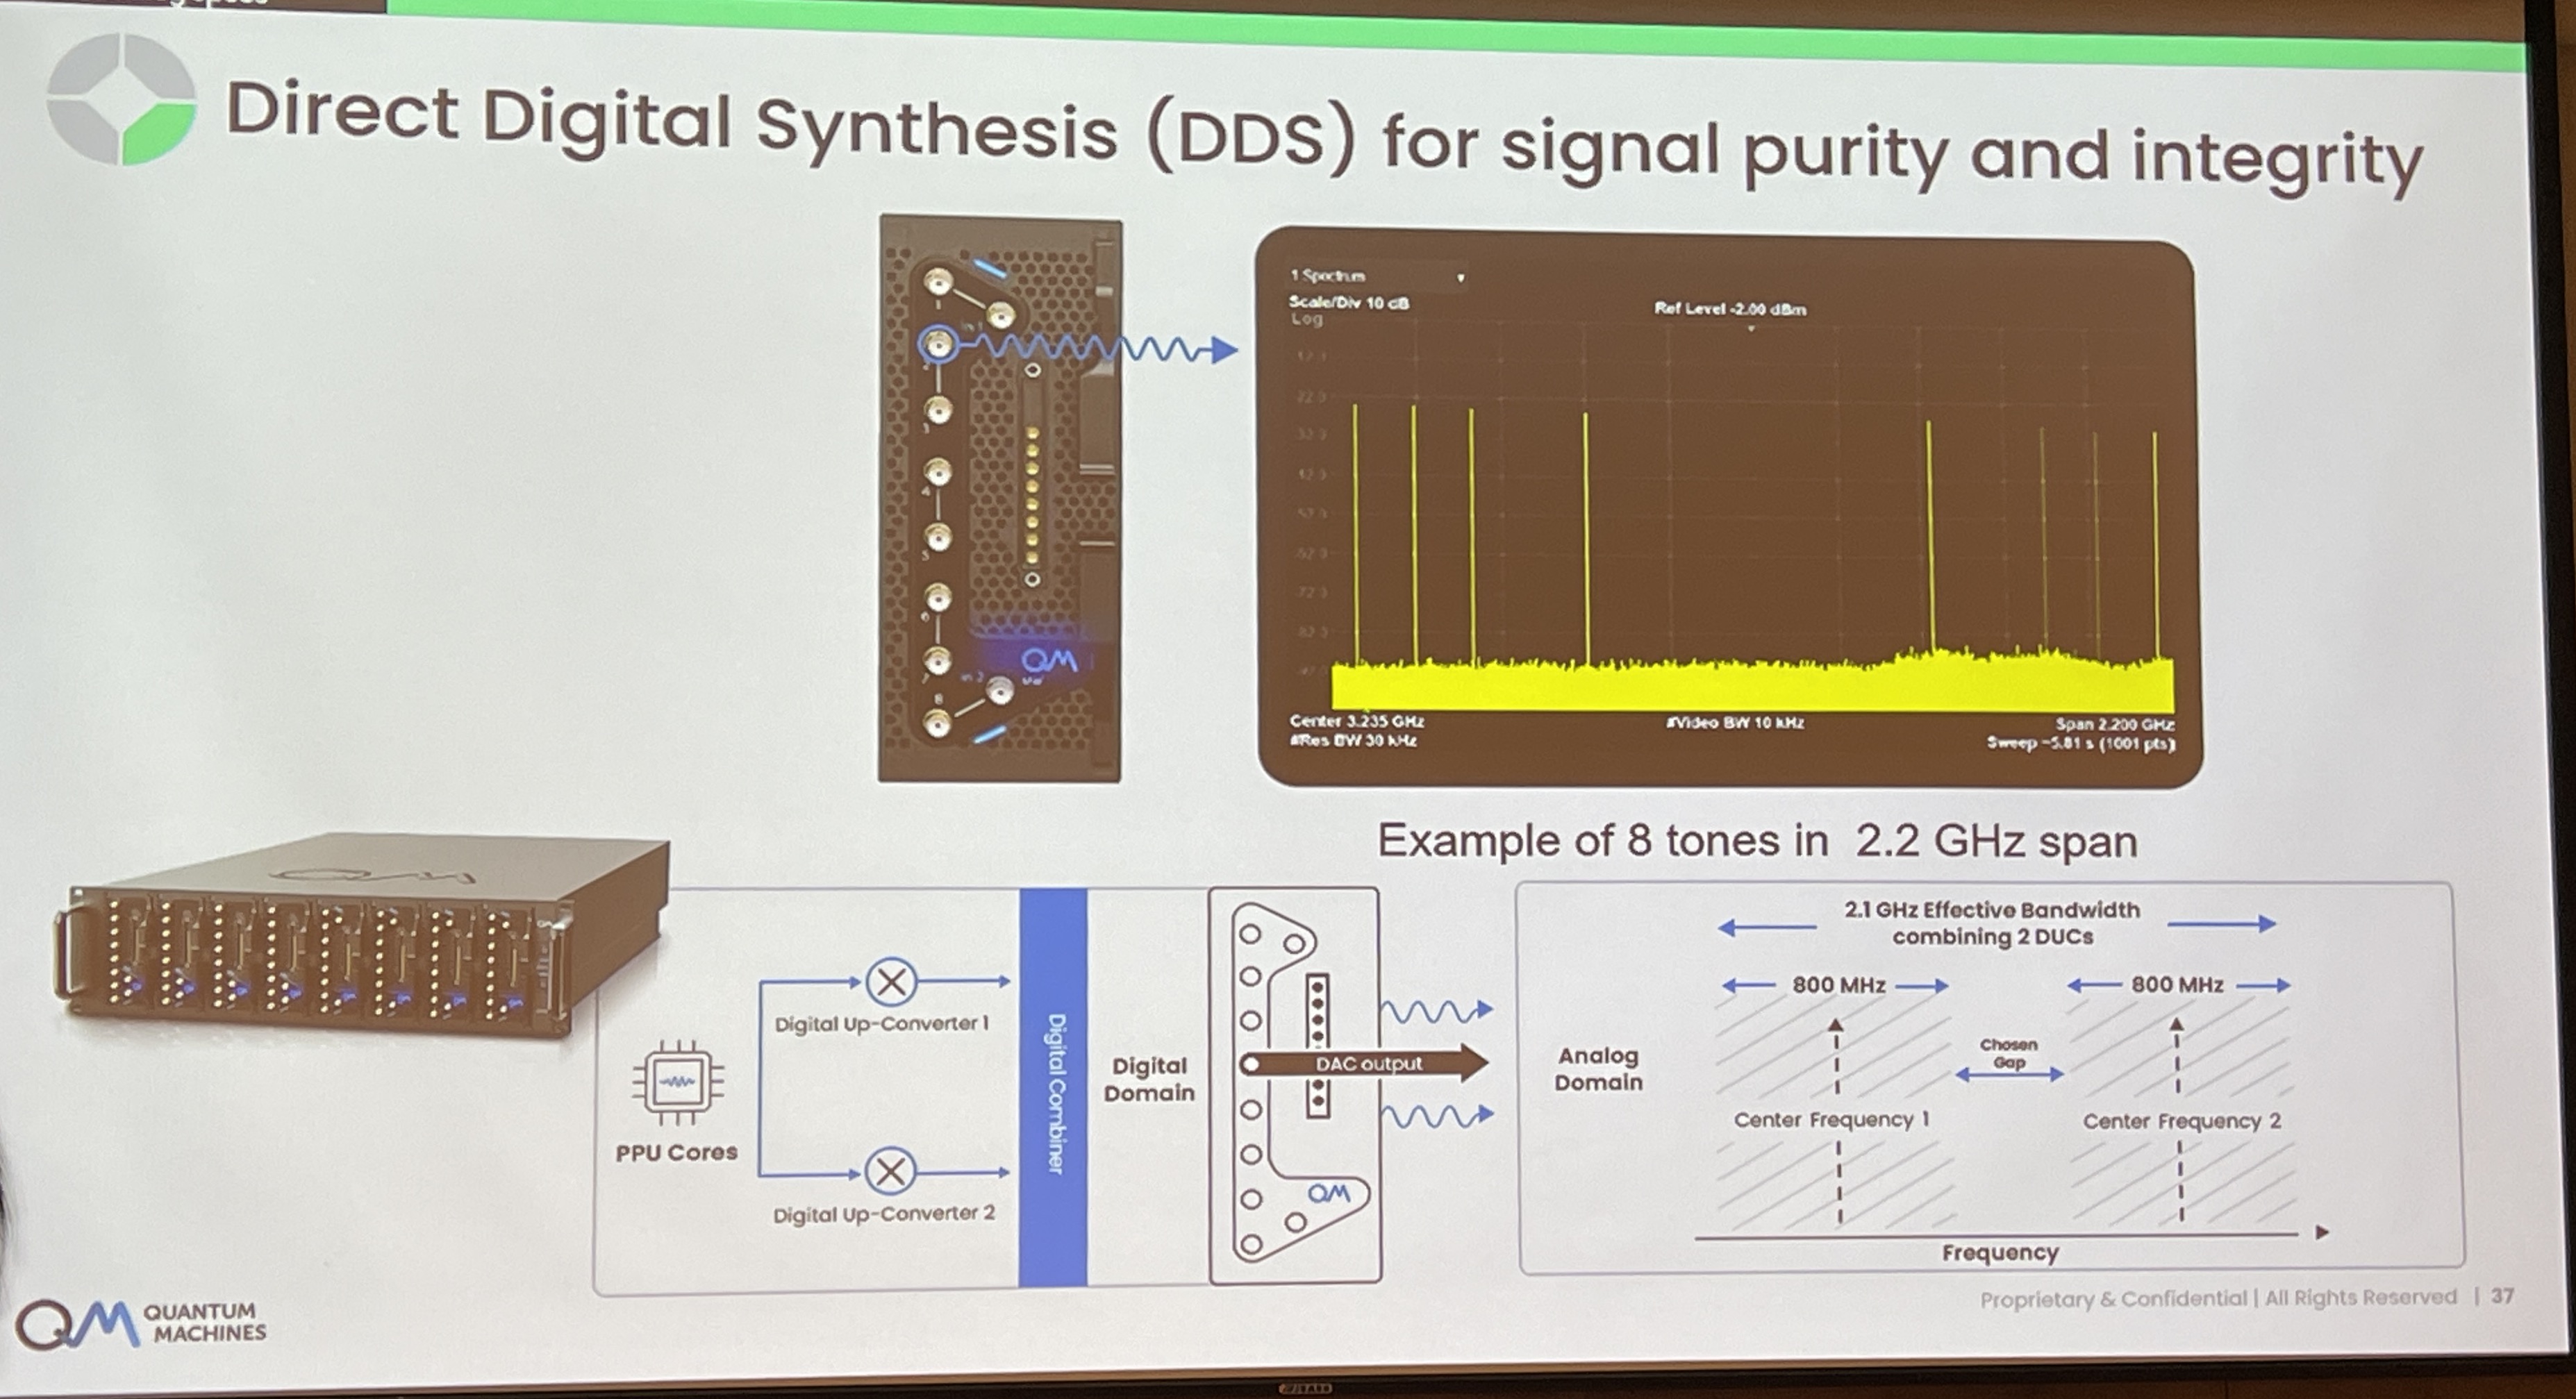 Direct Digital Synthesis (DDS) for signal purity and integrity
1 Spectrum
Scale/Div 10 dB
Log
Ref Level -2.00 dBm
Center 3.235 GHz
#Video BW 10 kHz
Span 2.200 GHz
#Res BW 30 kHz
Sweep ~5.81 s (1001 pts)
QM
Example of 8 tones in 2.2 GHz span
QM
PPU Cores
Digital Up-Converter 1
Digital Up-Converter 2
Digital Combiner
Digital
Domain
DAC output
QM
Analog
Domain
2.1 GHz Effective Bandwidth
combining 2 DUCs
800 MHz
800 MHz
Chosen
Gap
Center Frequency 1
Center Frequency 2
Frequency
QM QUANTUM
MACHINES
Proprietary & Confidential | All Rights Reserved | 37